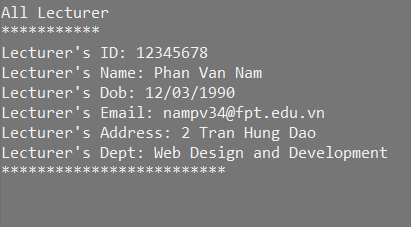 All Lecturer
***********
Lecturer's ID: 12345678
Lecturer's Name: Phan Van Nam
Lecturer's Dob: 12/03/1990
Lecturer's Email: nampv34@fpt.edu.vn
Lecturer's Address: 2 Tran Hung Dao
Lecturer's Dept: Web Design and Development
*************************